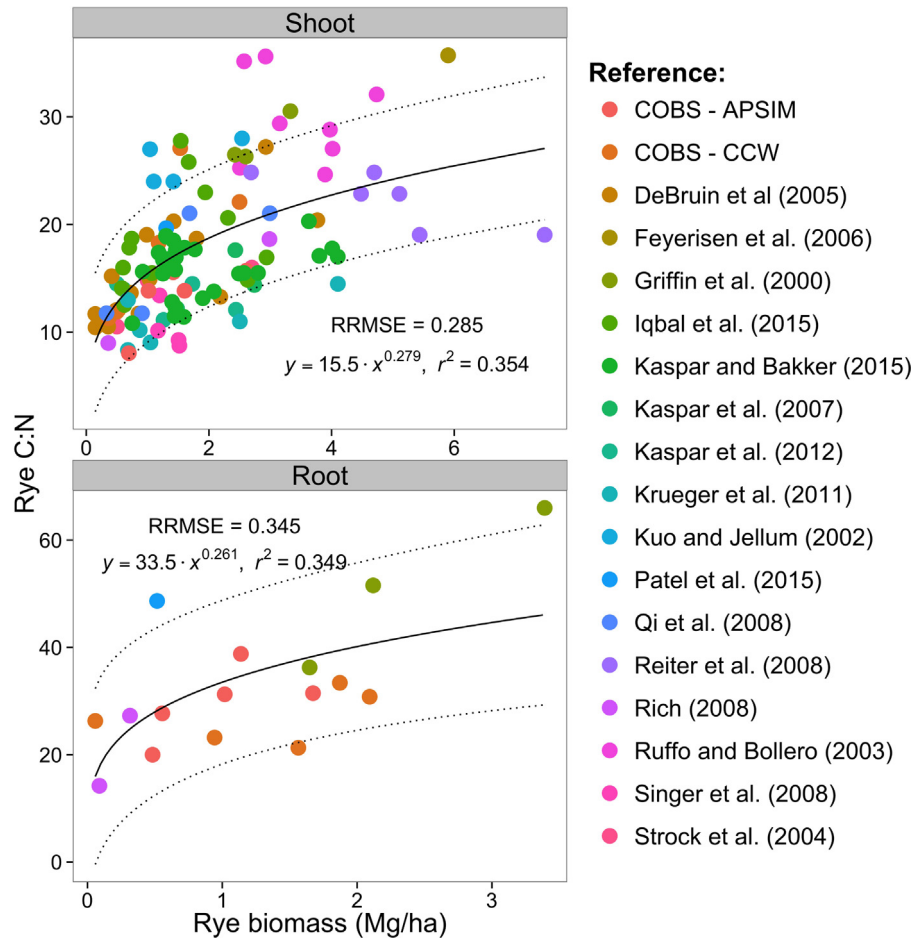 Shoot
30
20
10
RRMSE = 0.285
y = 15.5 · x^0.279, r^2 = 0.354
0 2 4 6
Rye C:N
Root
60
40
20
0
RRMSE = 0.345
y = 33.5 · x^0.261, r^2 = 0.349
0 1 2 3
Rye biomass (Mg/ha)
Reference:
COBS - APSIM
COBS - CCW
DeBruin et al (2005)
Feyerisen et al. (2006)
Griffin et al. (2000)
Iqbal et al. (2015)
Kaspar and Bakker (2015)
Kaspar et al. (2007)
Kaspar et al. (2012)
Krueger et al. (2011)
Kuo and Jellum (2002)
Patel et al. (2015)
Qi et al. (2008)
Reiter et al. (2008)
Rich (2008)
Ruffo and Bollero (2003)
Singer et al. (2008)
Strock et al. (2004)